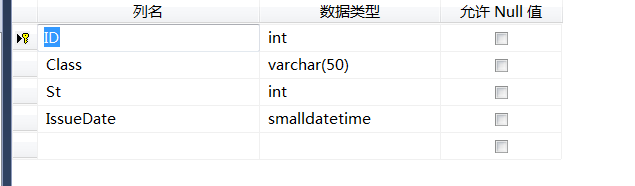 列名 数据类型 允许 Null 值
ID int
Class varchar(50)
St int
IssueDate smalldatetime